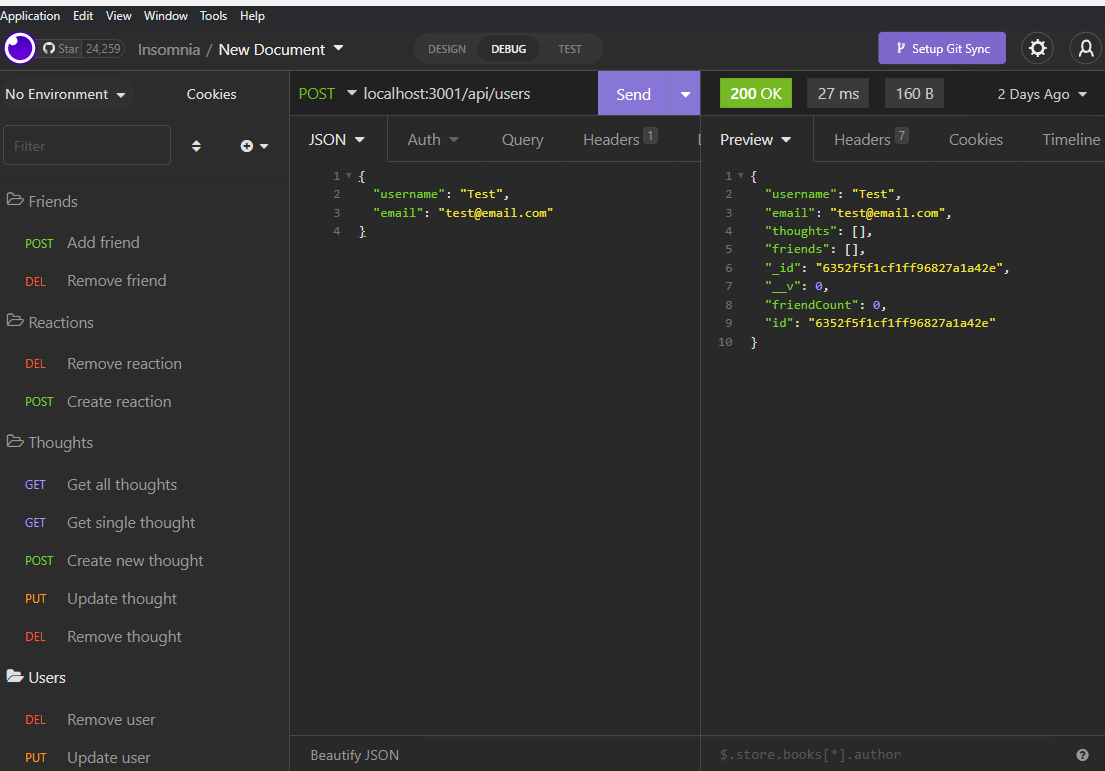 Application Edit View Window Tools Help
Star 24,259 Insomnia / New Document DESIGN DEBUG TEST Setup Git Sync
No Environment Cookies
Filter
Friends
POST Add friend
DEL Remove friend
Reactions
DEL Remove reaction
POST Create reaction
Thoughts
GET Get all thoughts
GET Get single thought
POST Create new thought
PUT Update thought
DEL Remove thought
Users
DEL Remove user
PUT Update user
POST localhost:3001/api/users Send
JSON Auth Query Headers 1
1 {
2 "username": "Test",
3 "email": "test@email.com"
4 }
Beautify JSON
200 OK 27 ms 160 B 2 Days Ago
Preview Headers 7 Cookies Timeline
1 {
2 "username": "Test",
3 "email": "test@email.com",
4 "thoughts": [],
5 "friends": [],
6 "_id": "6352f5f1cf1ff96827a1a42e",
7 "__v": 0,
8 "friendCount": 0,
9 "id": "6352f5f1cf1ff96827a1a42e"
10 }
$.store.books[*].author